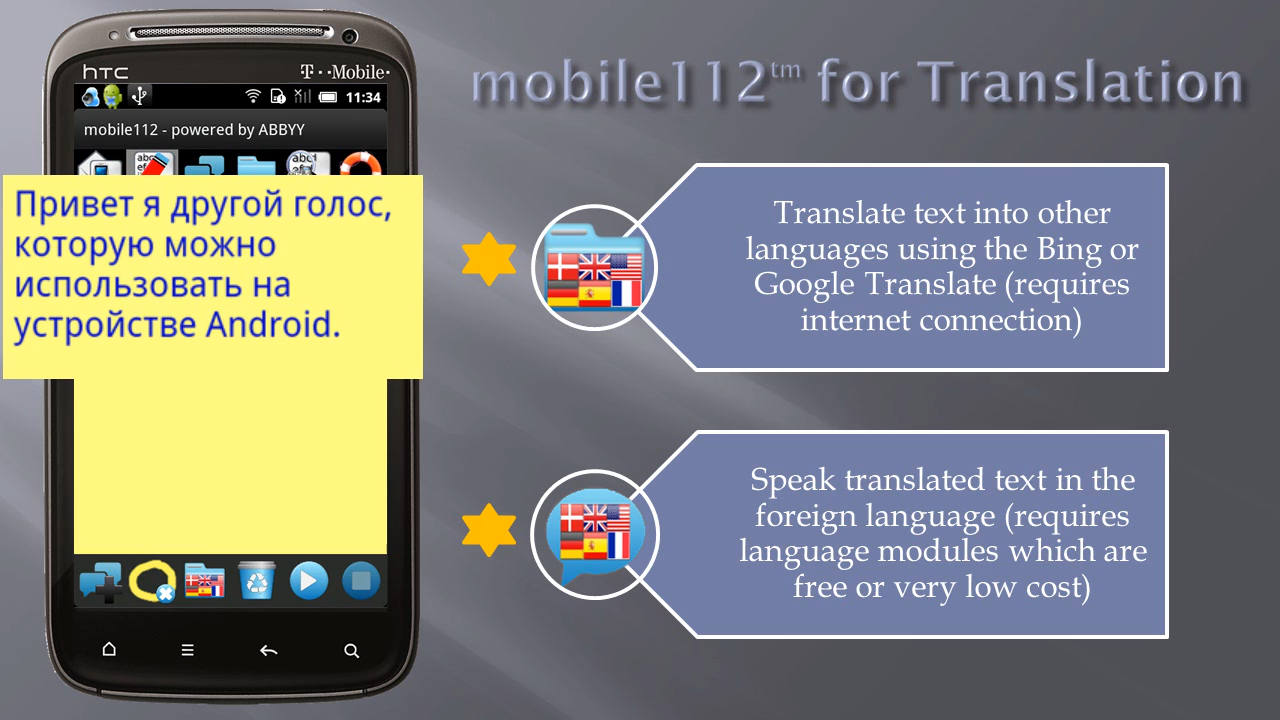 mobile112™ for Translation
hTC
T··Mobile·
11:34
mobile112 - powered by ABBYY
Привет я другой голос,
которую можно
использовать на
устройстве Android.
Translate text into other
languages using the Bing or
Google Translate (requires
internet connection)
Speak translated text in the
foreign language (requires
language modules which are
free or very low cost)